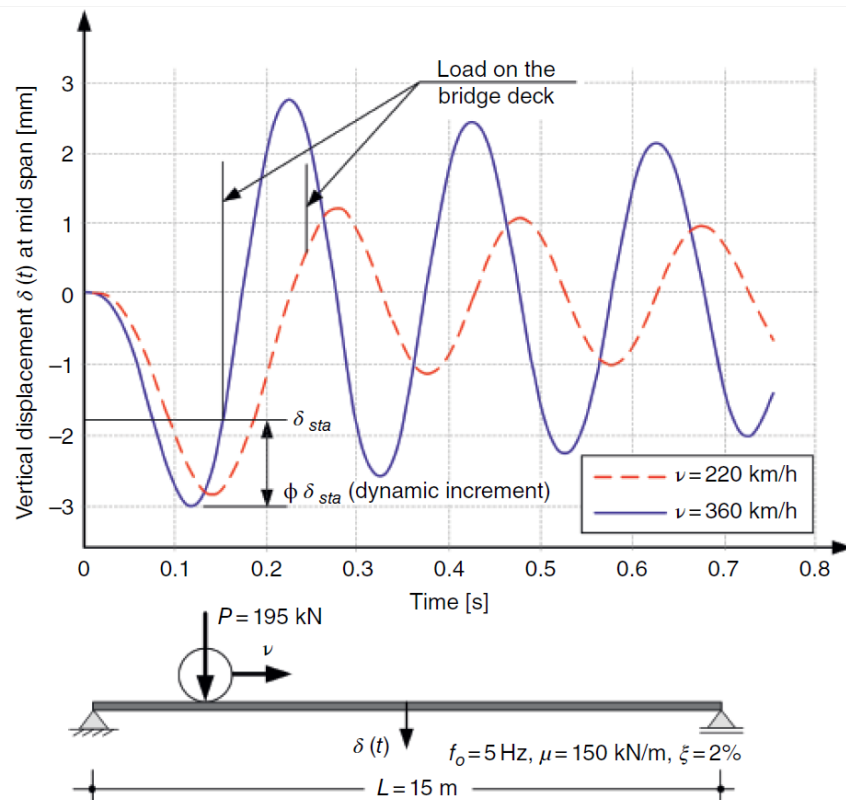 Vertical displacement δ (t) at mid span [mm]
3
2
1
0
−1
−2
−3
Load on the
bridge deck
δ sta
ϕ δ sta (dynamic increment)
ν = 220 km/h
ν = 360 km/h
0 0.1 0.2 0.3 0.4 0.5 0.6 0.7 0.8
Time [s]
P = 195 kN
ν
δ (t)
fo = 5 Hz, μ = 150 kN/m, ξ = 2%
L = 15 m